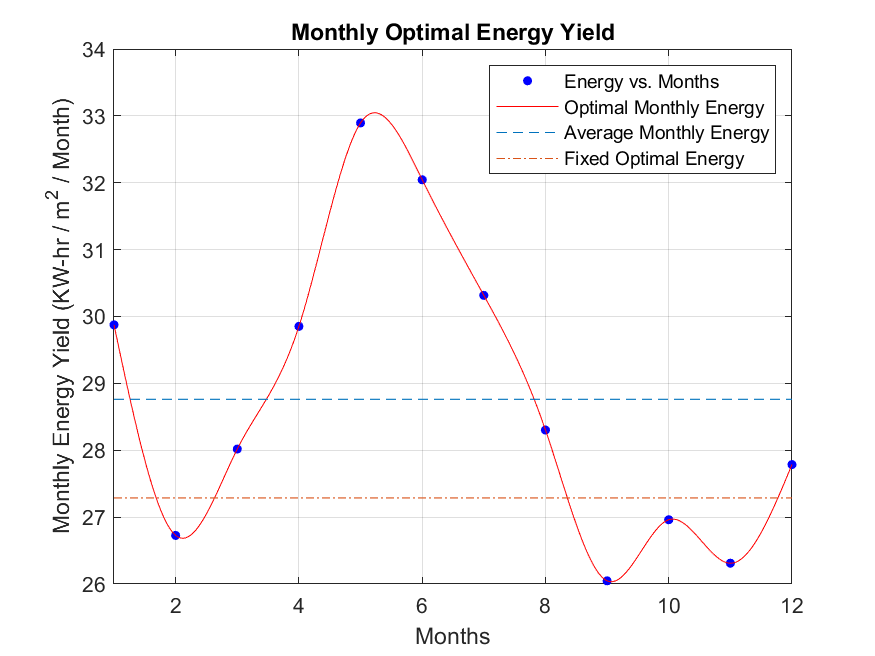 Monthly Optimal Energy Yield
Monthly Energy Yield (KW-hr / m² / Month)
34
33
32
31
30
29
28
27
26
Energy vs. Months
Optimal Monthly Energy
Average Monthly Energy
Fixed Optimal Energy
2 4 6 8 10 12
Months